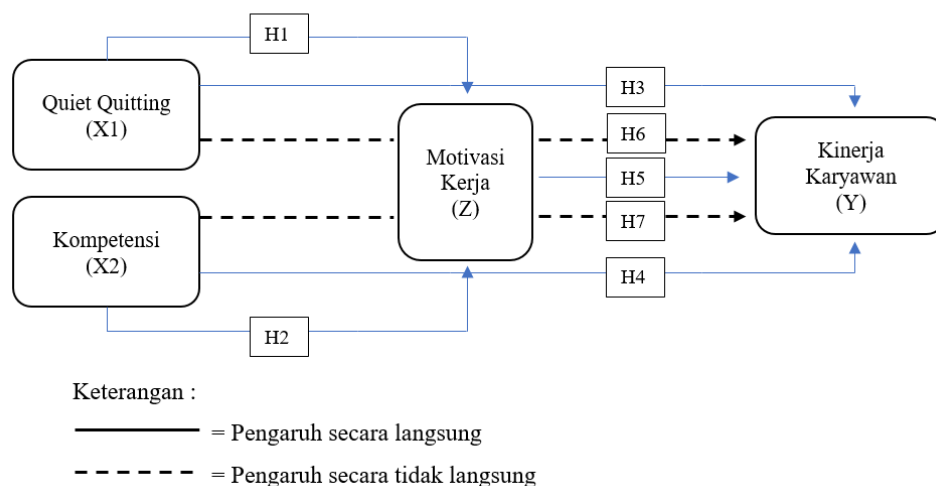 H1
Quiet Quitting
(X1)
H3
H6
Motivasi
Kerja
(Z)
H5
Kinerja
Karyawan
(Y)
H7
Kompetensi
(X2)
H4
H2
Keterangan :
= Pengaruh secara langsung
= Pengaruh secara tidak langsung